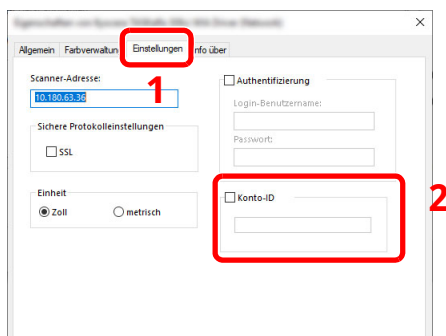 Allgemein Farbverwaltun Einstellungen nfo über
1
Scanner-Adresse:
10.180.63.36
Sichere Protokolleinstellungen
SSL
Einheit
Zoll metrisch
Authentifizierung
Login-Benutzername:
Passwort:
Konto-ID
2